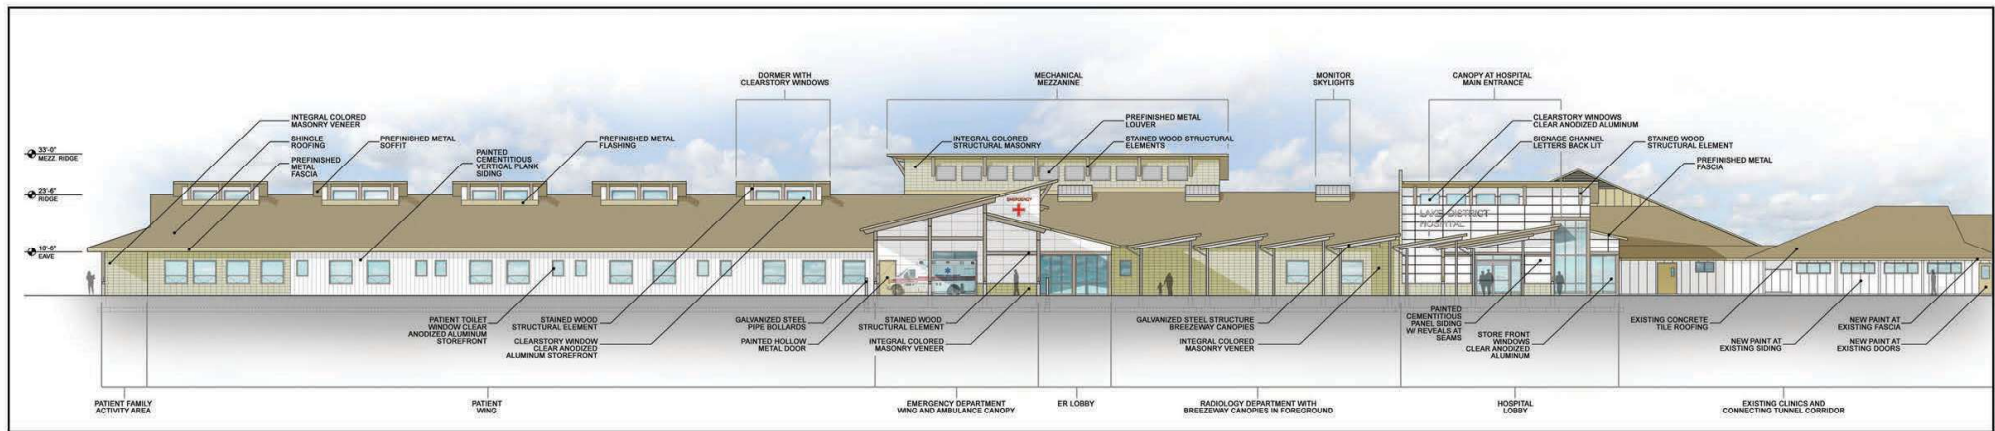 DORMER WITH
CLEARSTORY WINDOWS
MECHANICAL
MEZZANINE
MONITOR
SKYLIGHTS
CANOPY AT HOSPITAL
MAIN ENTRANCE
INTEGRAL COLORED
MASONRY VENEER
SHINGLE
ROOFING
PREFINISHED
METAL
FASCIA
PREFINISHED METAL
SOFFIT
PAINTED
CEMENTITIOUS
VERTICAL PLANK
SIDING
PREFINISHED METAL
FLASHING
INTEGRAL COLORED
STRUCTURAL MASONRY
PREFINISHED METAL
LOUVER
STAINED WOOD STRUCTURAL
ELEMENTS
CLEARSTORY WINDOWS
CLEAR ANODIZED ALUMINUM
SIGNAGE CHANNEL
LETTERS BACK LIT
STAINED WOOD
STRUCTURAL ELEMENT
PREFINISHED METAL
FASCIA
33'-0"
MEZZ. RIDGE
23'-6"
RIDGE
10'-6"
EAVE
EMERGENCY
LAKE DISTRICT
HOSPITAL
PATIENT TOILET
WINDOW CLEAR
ANODIZED ALUMINUM
STOREFRONT
STAINED WOOD
STRUCTURAL ELEMENT
CLEARSTORY WINDOW
CLEAR ANODIZED
ALUMINUM STOREFRONT
GALVANIZED STEEL
PIPE BOLLARDS
PAINTED HOLLOW
METAL DOOR
STAINED WOOD
STRUCTURAL ELEMENT
INTEGRAL COLORED
MASONRY VENEER
GALVANIZED STEEL STRUCTURE
BREEZEWAY CANOPIES
INTEGRAL COLORED
MASONRY VENEER
PAINTED
CEMENTITIOUS
PANEL SIDING
W/ REVEALS AT
SEAMS
STORE FRONT
WINDOWS
CLEAR ANODIZED
ALUMINUM
EXISTING CONCRETE
TILE ROOFING
NEW PAINT AT
EXISTING SIDING
NEW PAINT AT
EXISTING FASCIA
NEW PAINT AT
EXISTING DOORS
PATIENT FAMILY
ACTIVITY AREA
PATIENT
WING
EMERGENCY DEPARTMENT
WING AND AMBULANCE CANOPY
ER LOBBY
RADIOLOGY DEPARTMENT WITH
BREEZEWAY CANOPIES IN FOREGROUND
HOSPITAL
LOBBY
EXISTING CLINICS AND
CONNECTING TUNNEL CORRIDOR